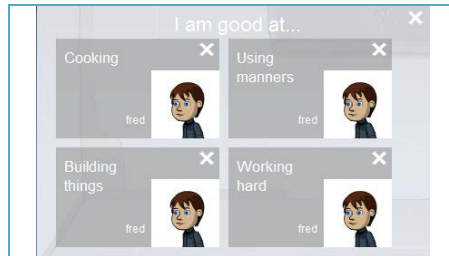 I am good at...
Cooking
fred
Using
manners
fred
Building
things
fred
Working
hard
fred